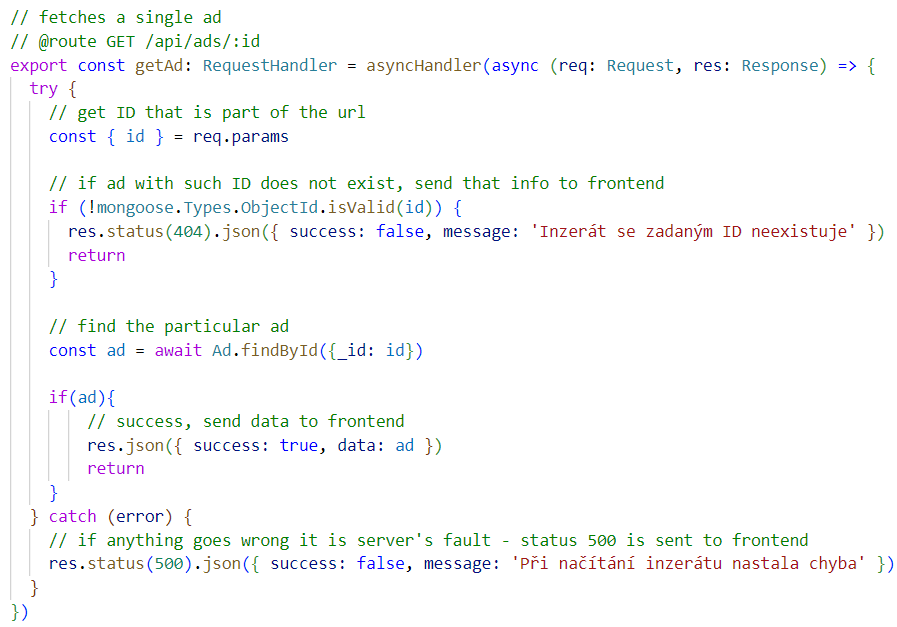 // fetches a single ad
// @route GET /api/ads/:id
export const getAd: RequestHandler = asyncHandler(async (req: Request, res: Response) => {
  try {
    // get ID that is part of the url
    const { id } = req.params

    // if ad with such ID does not exist, send that info to frontend
    if (!mongoose.Types.ObjectId.isValid(id)) {
      res.status(404).json({ success: false, message: 'Inzerát se zadaným ID neexistuje' })
      return
    }

    // find the particular ad
    const ad = await Ad.findById({_id: id})

    if(ad){
        // success, send data to frontend
        res.json({ success: true, data: ad })
        return
    }
  } catch (error) {
    // if anything goes wrong it is server's fault - status 500 is sent to frontend
    res.status(500).json({ success: false, message: 'Při načítání inzerátu nastala chyba' })
  }
})